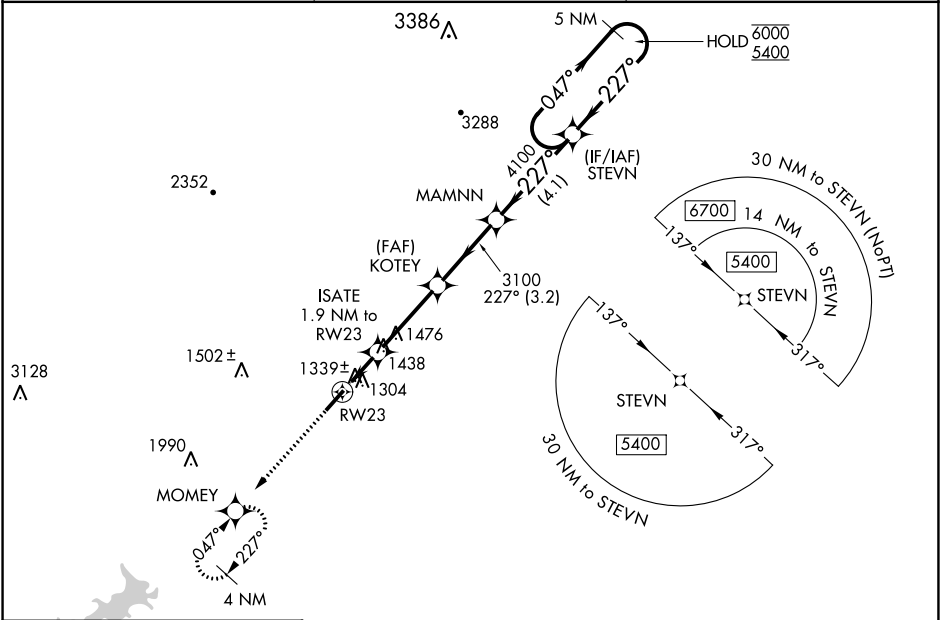 3386
5 NM
HOLD 6000
5400
047°
227°
3288
4100
227°
(4.1)
(IF/IAF)
STEVN
2352
MAMNN
(FAF)
KOTEY
3100
227° (3.2)
ISATE
1.9 NM to
RW23
1476
1438
1502 ±
1339 ±
1304
RW23
3128
1990
MOMEY
047°
227°
4 NM
30 NM to STEVN (NoPT)
6700
14 NM to STEVN
137°
5400
STEVN
317°
137°
STEVN
317°
5400
30 NM to STEVN